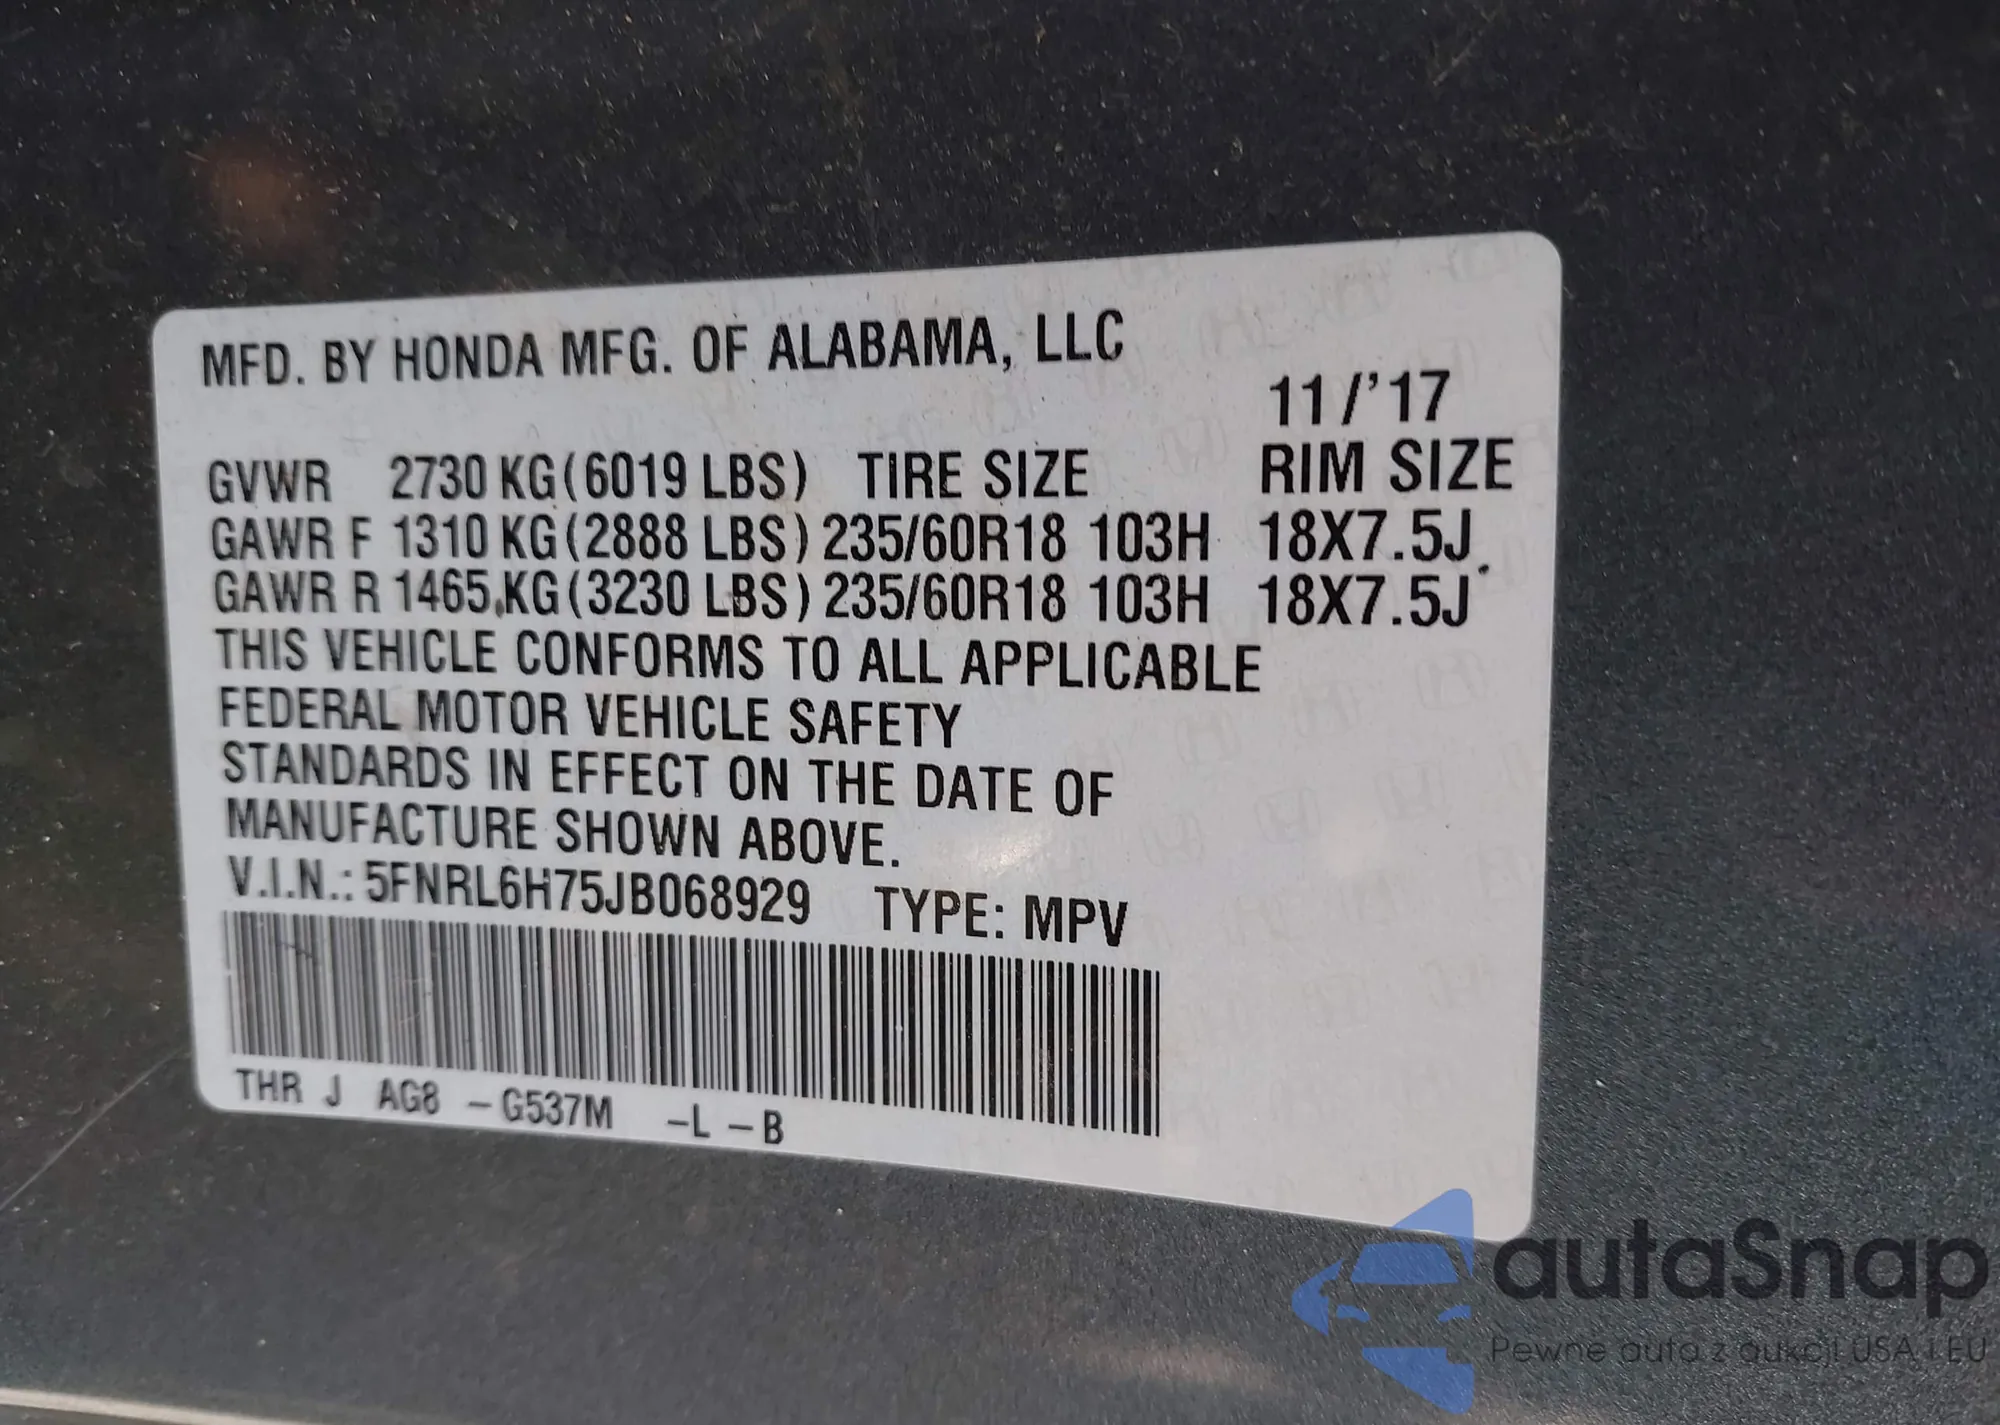 MFD. BY HONDA MFG. OF ALABAMA, LLC
11/'17
GVWR 2730 KG(6019 LBS) TIRE SIZE RIM SIZE
GAWR F 1310 KG(2888 LBS) 235/60R18 103H 18X7.5J
GAWR R 1465 KG(3230 LBS) 235/60R18 103H 18X7.5J
THIS VEHICLE CONFORMS TO ALL APPLICABLE
FEDERAL MOTOR VEHICLE SAFETY
STANDARDS IN EFFECT ON THE DATE OF
MANUFACTURE SHOWN ABOVE.
V.I.N.: 5FNRL6H75JB068929 TYPE: MPV
THR J AG8 -G537M -L -B
autaSnap
Pewne auta z aukcji USA i EU